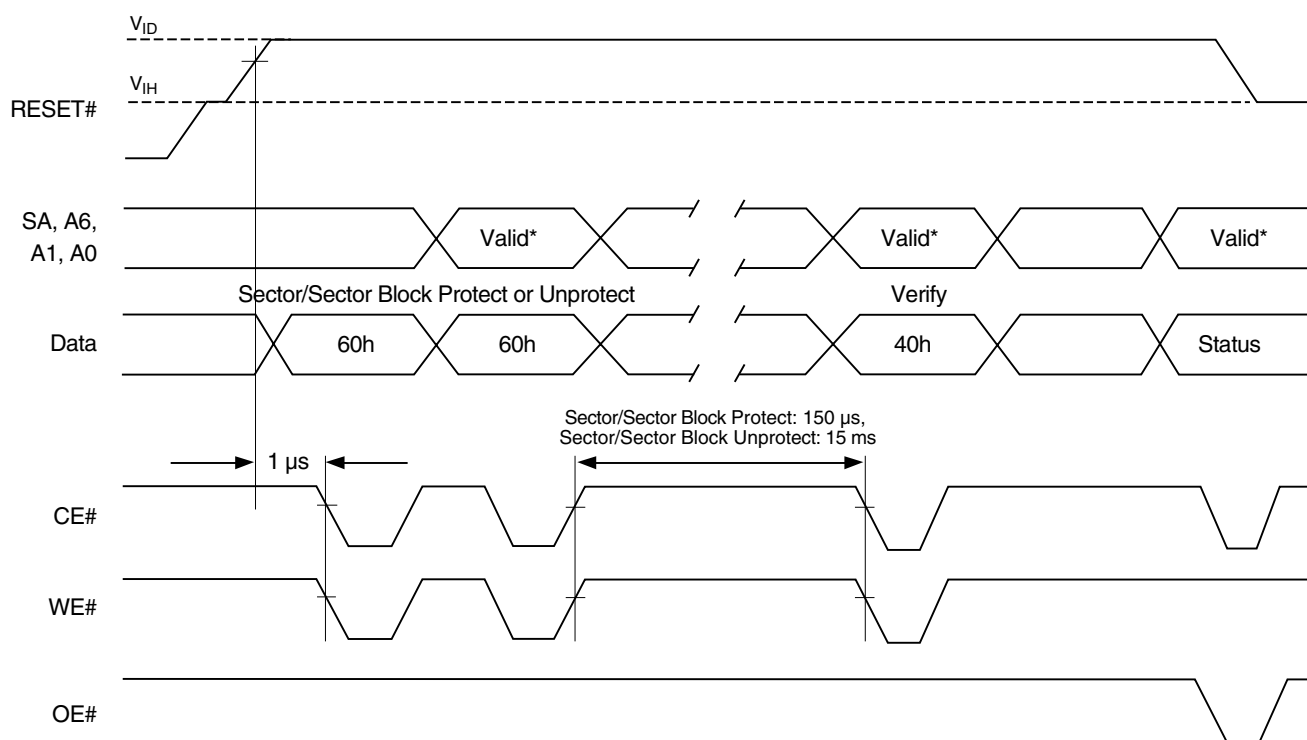 V_ID
V_IH
RESET#
SA, A6,
A1, A0
Valid*
Valid*
Valid*
Sector/Sector Block Protect or Unprotect
Verify
Data
60h
60h
40h
Status
Sector/Sector Block Protect: 150 µs,
Sector/Sector Block Unprotect: 15 ms
1 µs
CE#
WE#
OE#